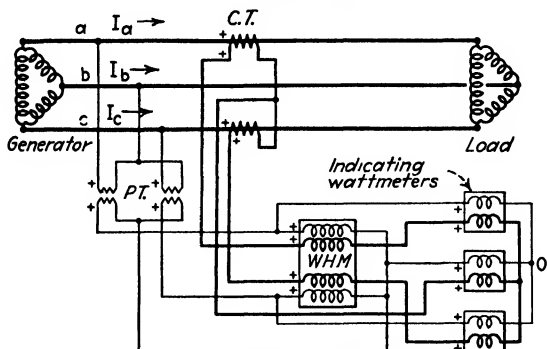 C.T.
a Iₐ
b I_b
c I_c
Generator
Load
P.T.
Indicating
wattmeters
WHM
O